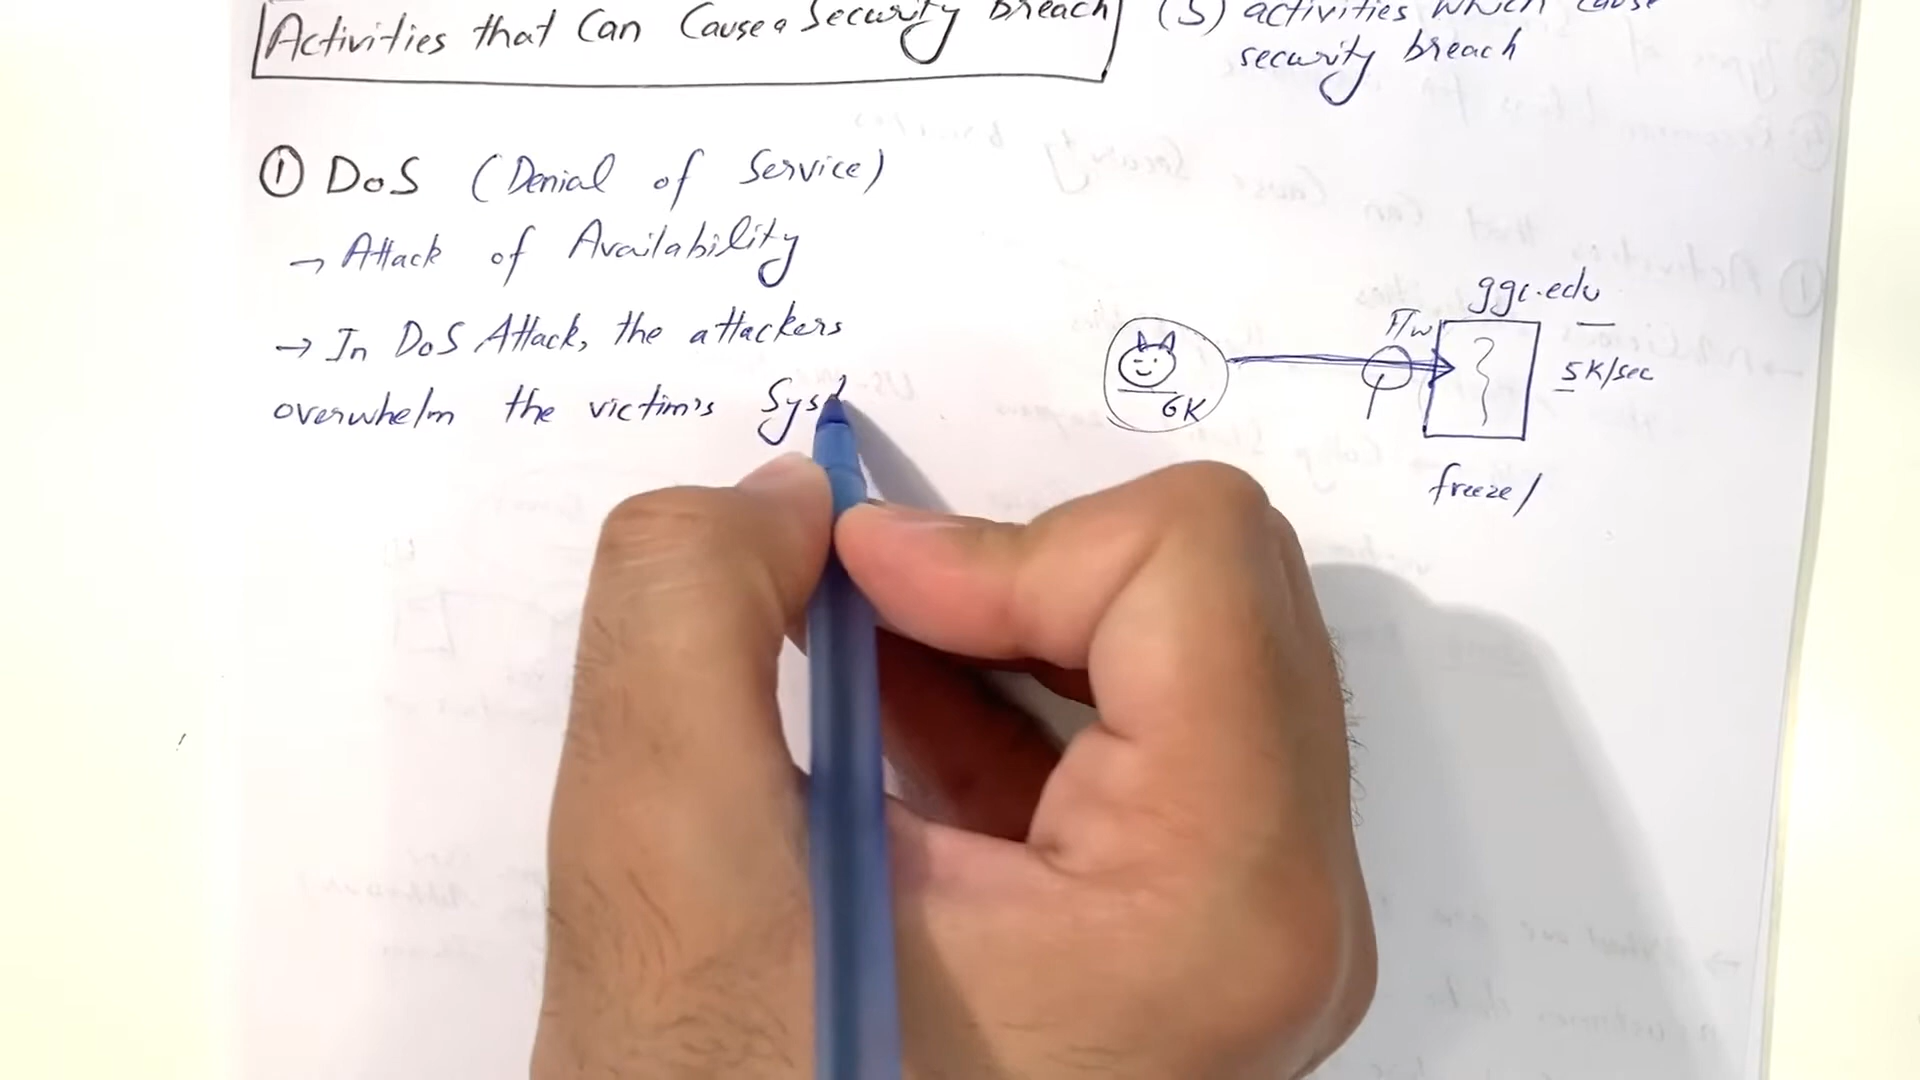 Activities that Can Cause a Security Breach
(5) activities which cause
security breach
① DoS (Denial of Service)
→ Attack of Availability
→ In DoS Attack, the attackers
overwhelm the victim's Syst
ggc.edu
F/w
5K/sec
6K
freeze/